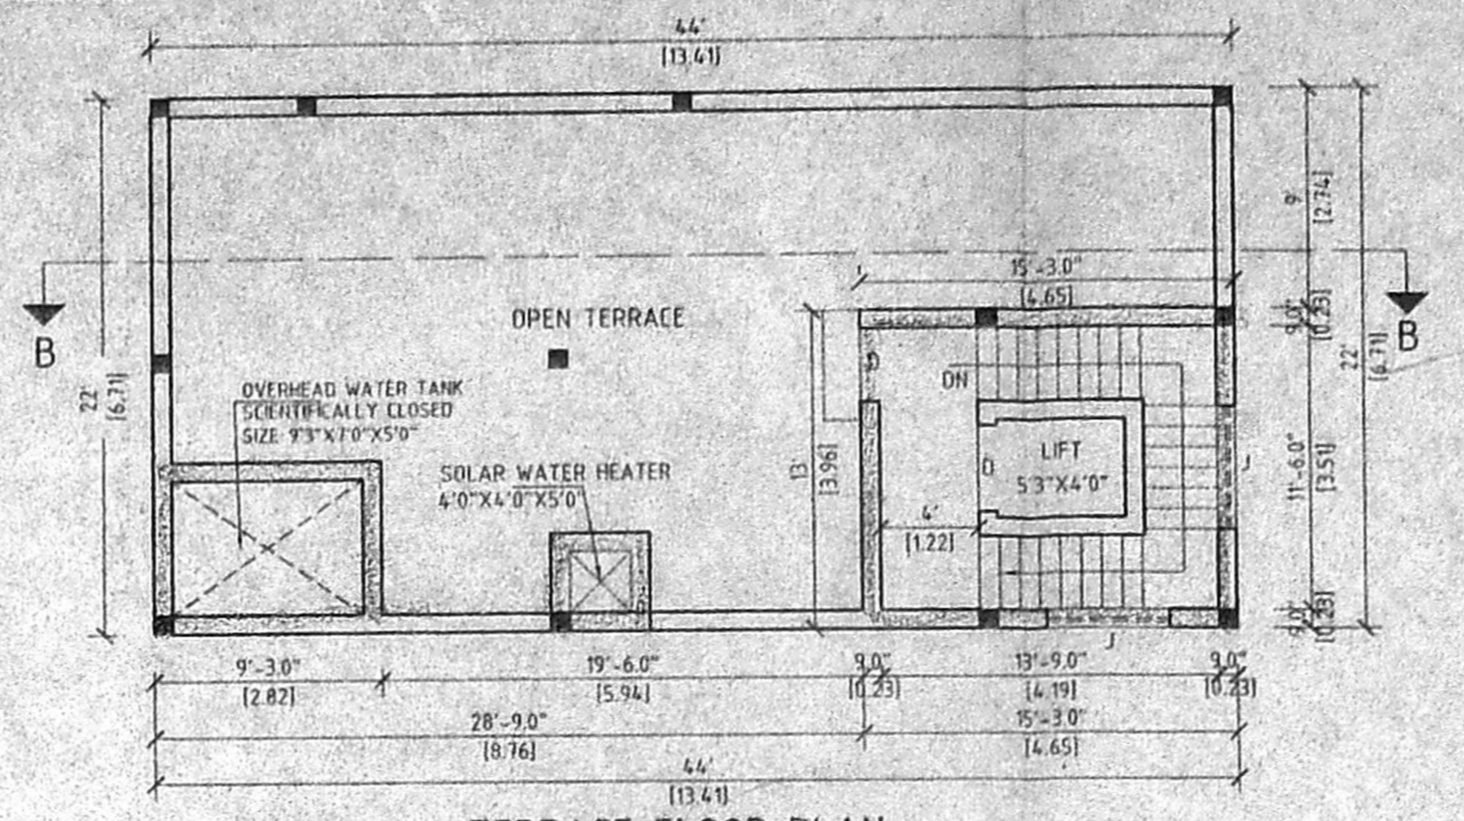 44'
[13.41]
9'
[2.74]
15'-3.0"
[4.65]
9.0"
[0.23]
22'
[6.71]
B
B
OPEN TERRACE
D
DN
22'
[6.71]
OVERHEAD WATER TANK
SCIENTIFICALLY CLOSED
SIZE 9'3"X7'0"X5'0"
SOLAR WATER HEATER
4'0"X4'0"X5'0"
13'
[3.96]
LIFT
5'3"X4'0"
D
4'
[1.22]
J
11'-6.0"
[3.51]
9.0"
[0.23]
J
9'-3.0"
[2.82]
19'-6.0"
[5.94]
9.0"
[0.23]
13'-9.0"
[4.19]
9.0"
[0.23]
28'-9.0"
[8.76]
15'-3.0"
[4.65]
44'
[13.41]